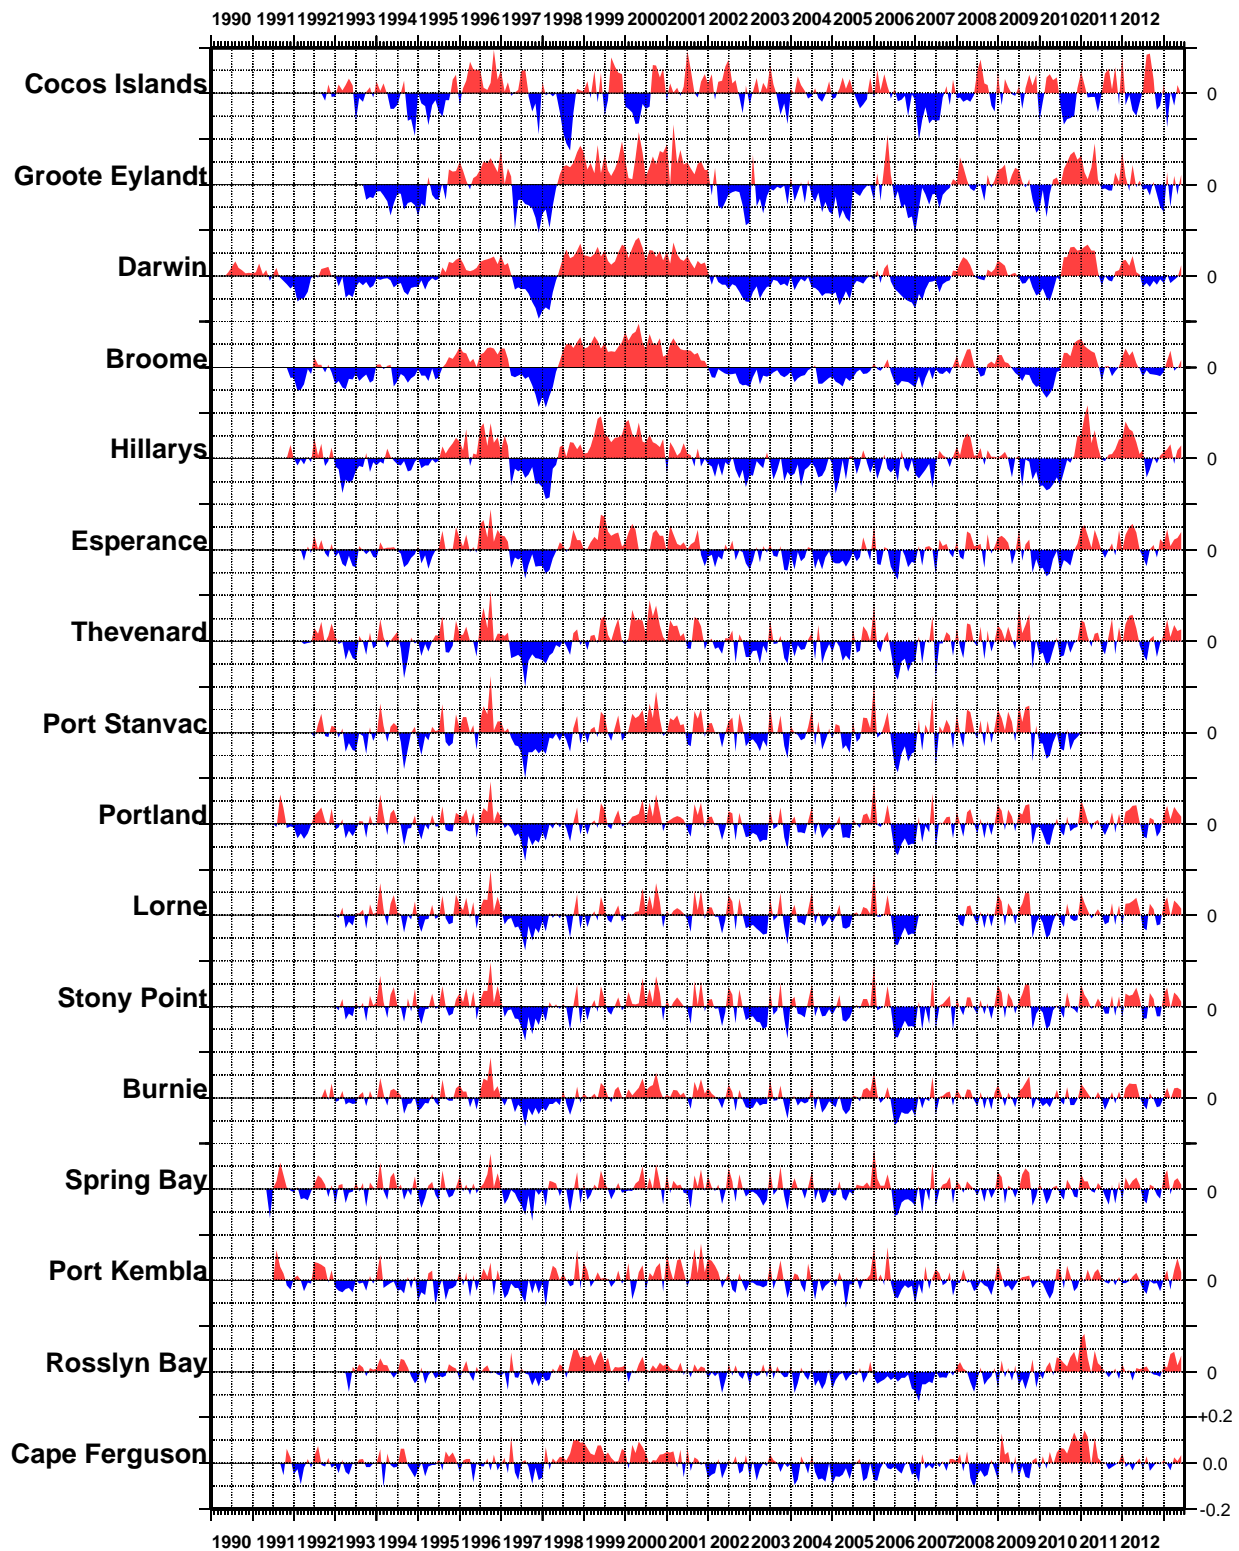 1990 1991 1992 1993 1994 1995 1996 1997 1998 1999 2000 2001 2002 2003 2004 2005 2006 2007 2008 2009 2010 2011 2012
Cocos Islands 0
Groote Eylandt 0
Darwin 0
Broome 0
Hillarys 0
Esperance 0
Thevenard 0
Port Stanvac 0
Portland 0
Lorne 0
Stony Point 0
Burnie 0
Spring Bay 0
Port Kembla 0
Rosslyn Bay 0
+0.2
Cape Ferguson 0.0
-0.2
1990 1991 1992 1993 1994 1995 1996 1997 1998 1999 2000 2001 2002 2003 2004 2005 2006 2007 2008 2009 2010 2011 2012